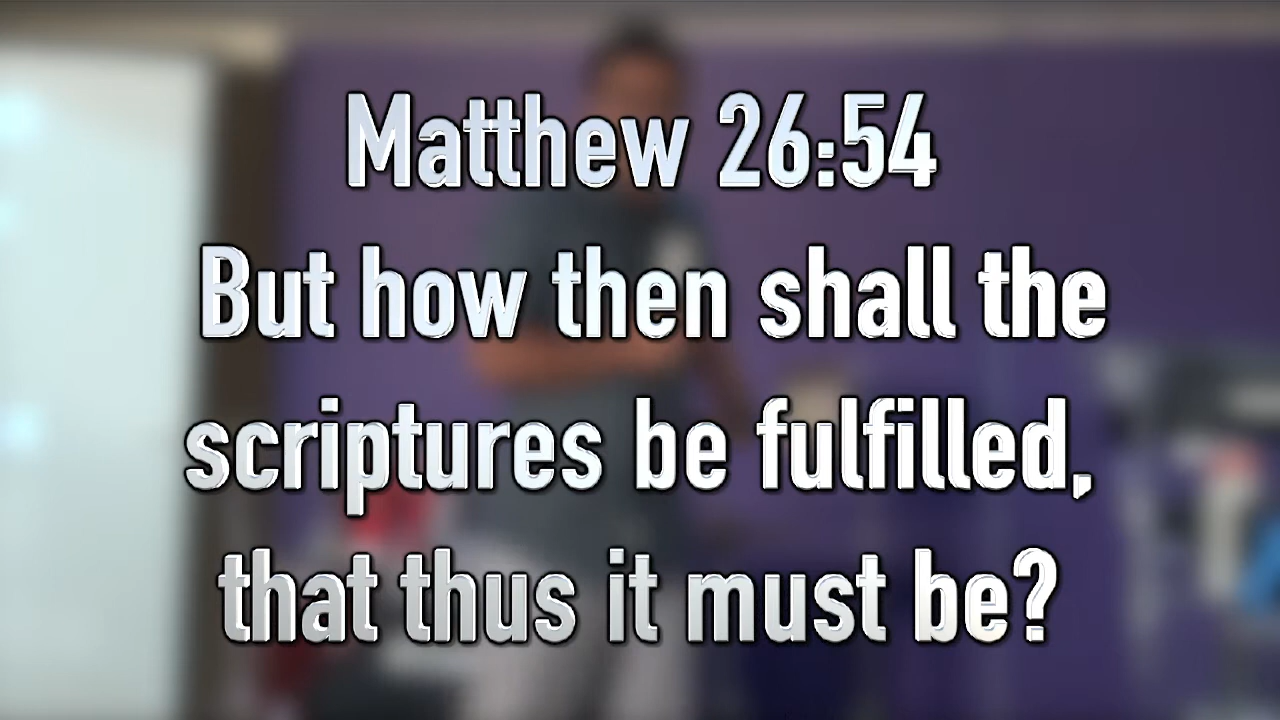 Matthew 26:54
But how then shall the
scriptures be fulfilled,
that thus it must be?